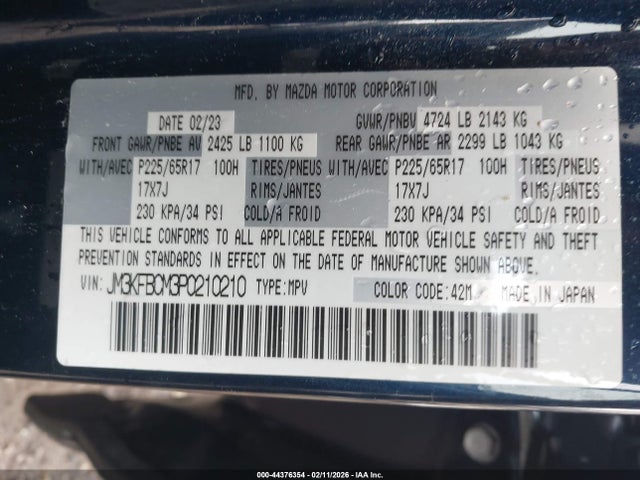 MFD. BY MAZDA MOTOR CORPORATION
DATE 02/23 GVWR/PNBV 4724 LB 2143 KG
FRONT GAWR/PNBE AV 2425 LB 1100 KG REAR GAWR/PNBE AR 2299 LB 1043 KG
WITH/AVEC P225/65R17 100H TIRES/PNEUS WITH/AVEC P225/65R17 100H TIRES/PNEUS
17X7J RIMS/JANTES 17X7J RIMS/JANTES
230 KPA/34 PSI COLD/A FROID 230 KPA/34 PSI COLD/A FROID
THIS VEHICLE CONFORMS TO ALL APPLICABLE FEDERAL MOTOR VEHICLE SAFETY AND THEFT
PREVENTION STANDARDS IN EFFECT ON THE DATE OF MANUFACTURE SHOWN ABOVE.
VIN: JM3KFBCM3P0210210 TYPE:MPV COLOR CODE:42M MADE IN JAPAN
000-44376354 - 02/11/2026 - IAA Inc.